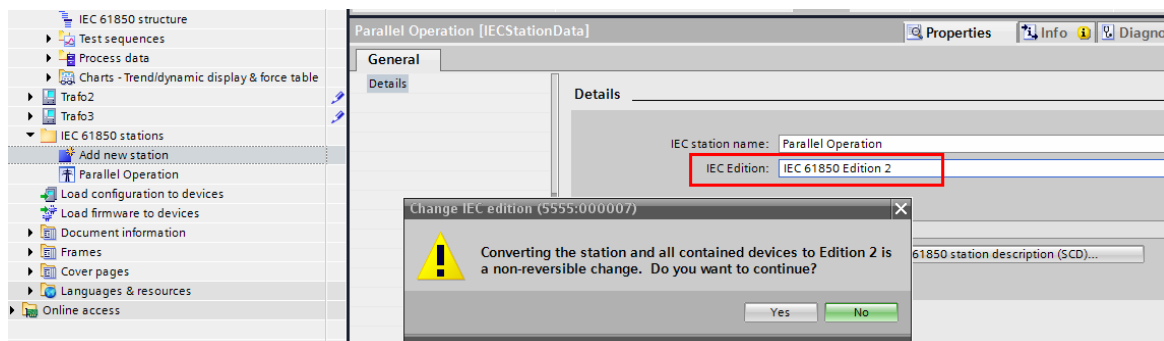 IEC 61850 structure
Test sequences
Process data
Charts - Trend/dynamic display & force table
Trafo2
Trafo3
IEC 61850 stations
Add new station
Parallel Operation
Load configuration to devices
Load firmware to devices
Document information
Frames
Cover pages
Languages & resources
Online access
Parallel Operation [IECStationData]
Properties
Info
Diagno
General
Details
Details
IEC station name: Parallel Operation
IEC Edition: IEC 61850 Edition 2
Change IEC edition (5555:000007)
Converting the station and all contained devices to Edition 2 is
a non-reversible change. Do you want to continue?
Yes No
61850 station description (SCD)...